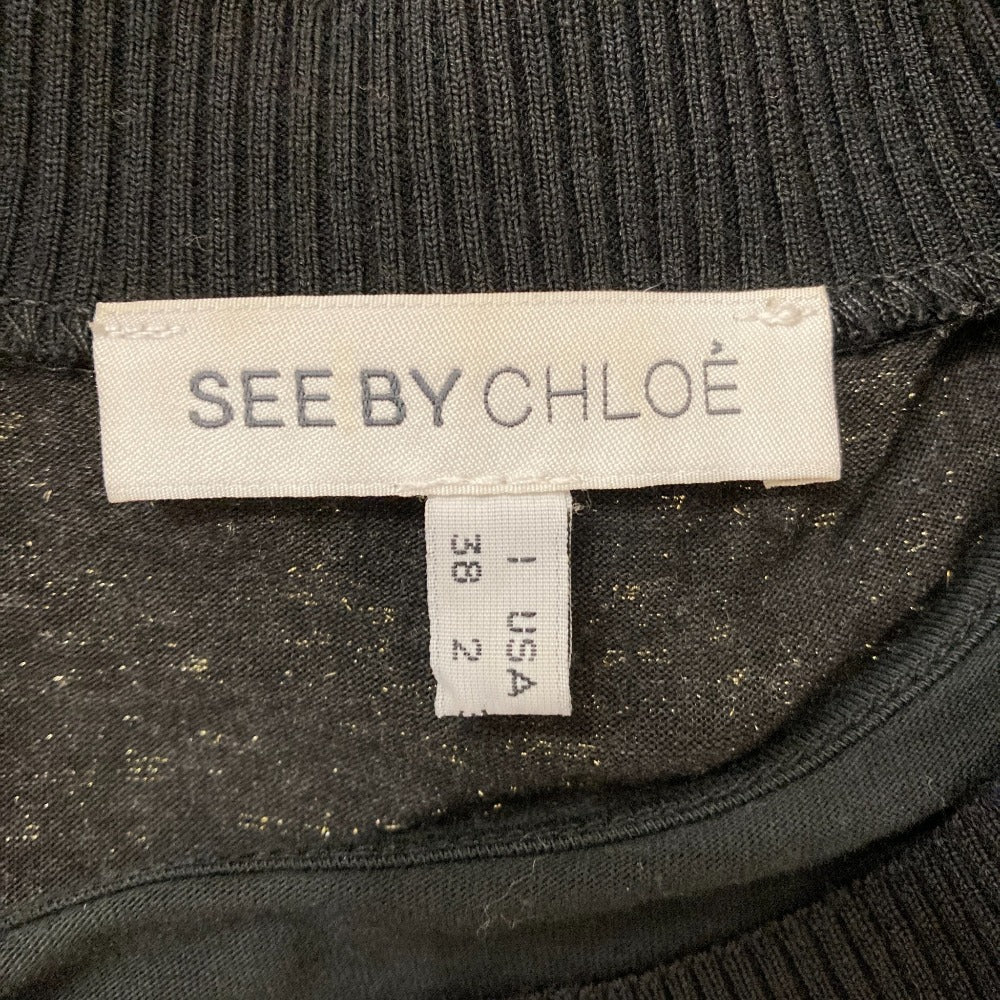 SEE BY CHLOÉ
I USA
38 2